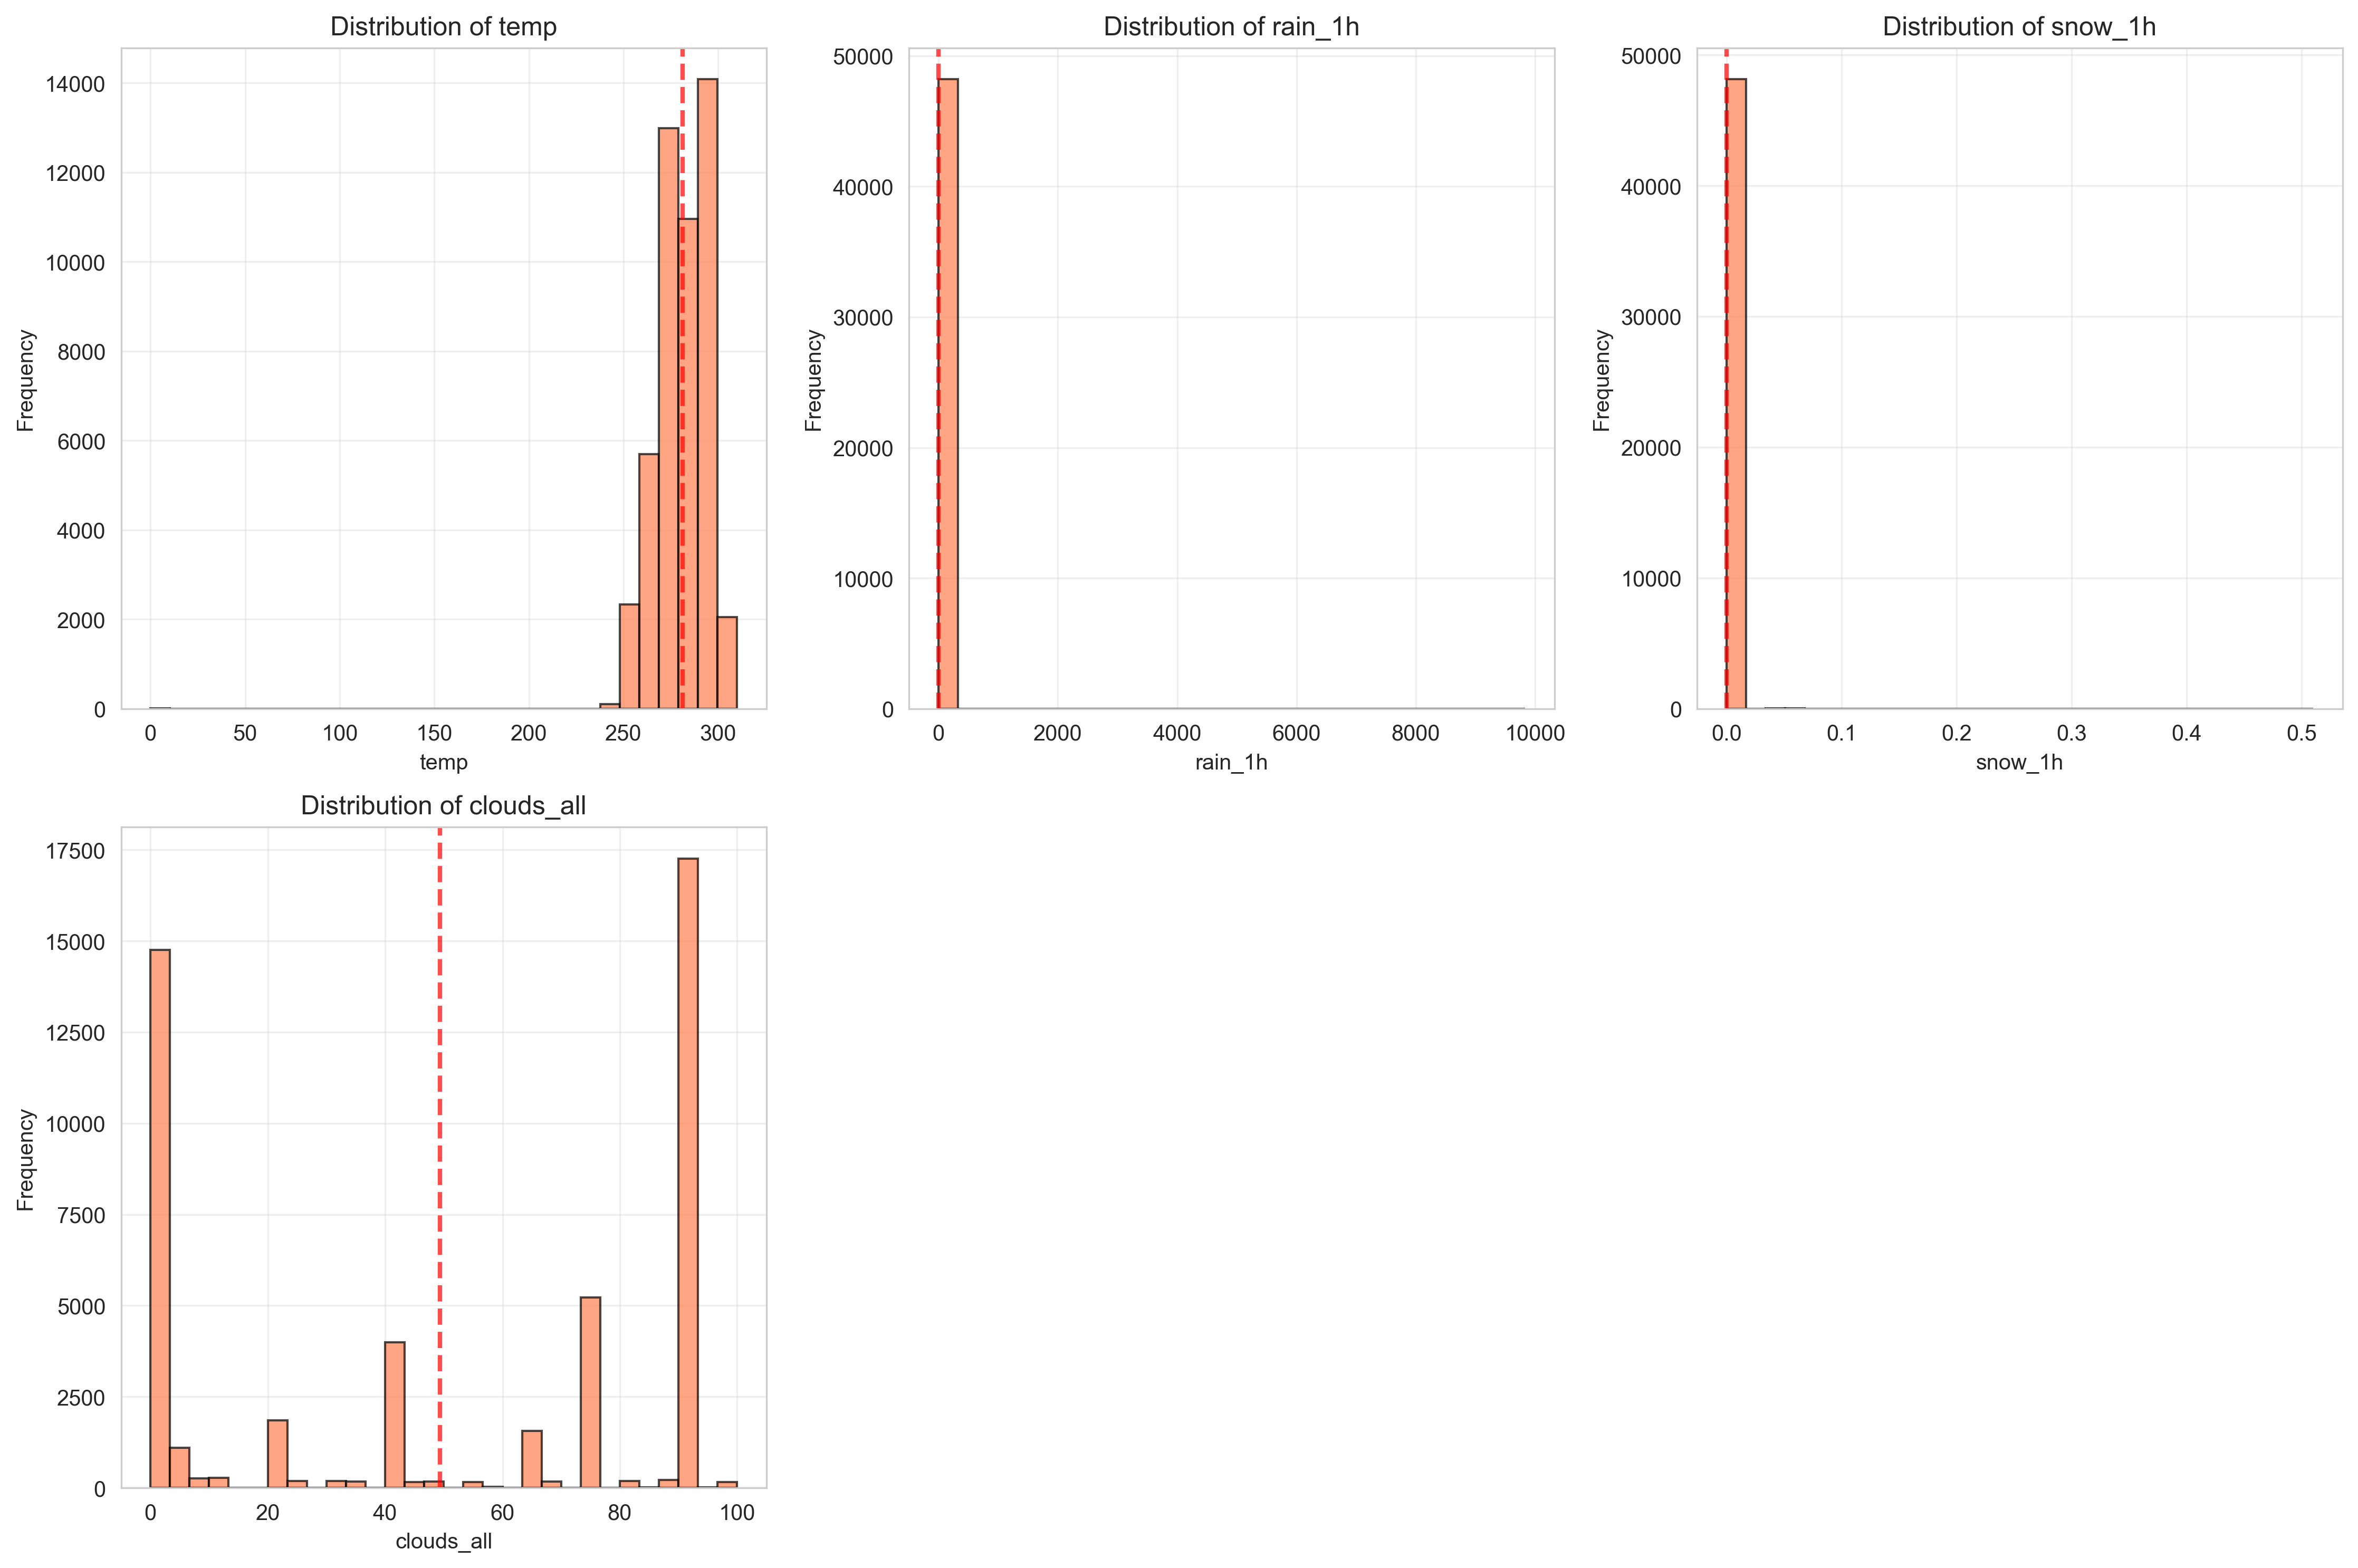 Distribution of temp
14000
12000
10000
8000
6000
4000
2000
0
Frequency
0 50 100 150 200 250 300
temp
Distribution of rain_1h
50000
40000
30000
20000
10000
0
Frequency
0 2000 4000 6000 8000 10000
rain_1h
Distribution of snow_1h
50000
40000
30000
20000
10000
0
Frequency
0.0 0.1 0.2 0.3 0.4 0.5
snow_1h
Distribution of clouds_all
17500
15000
12500
10000
7500
5000
2500
0
Frequency
0 20 40 60 80 100
clouds_all